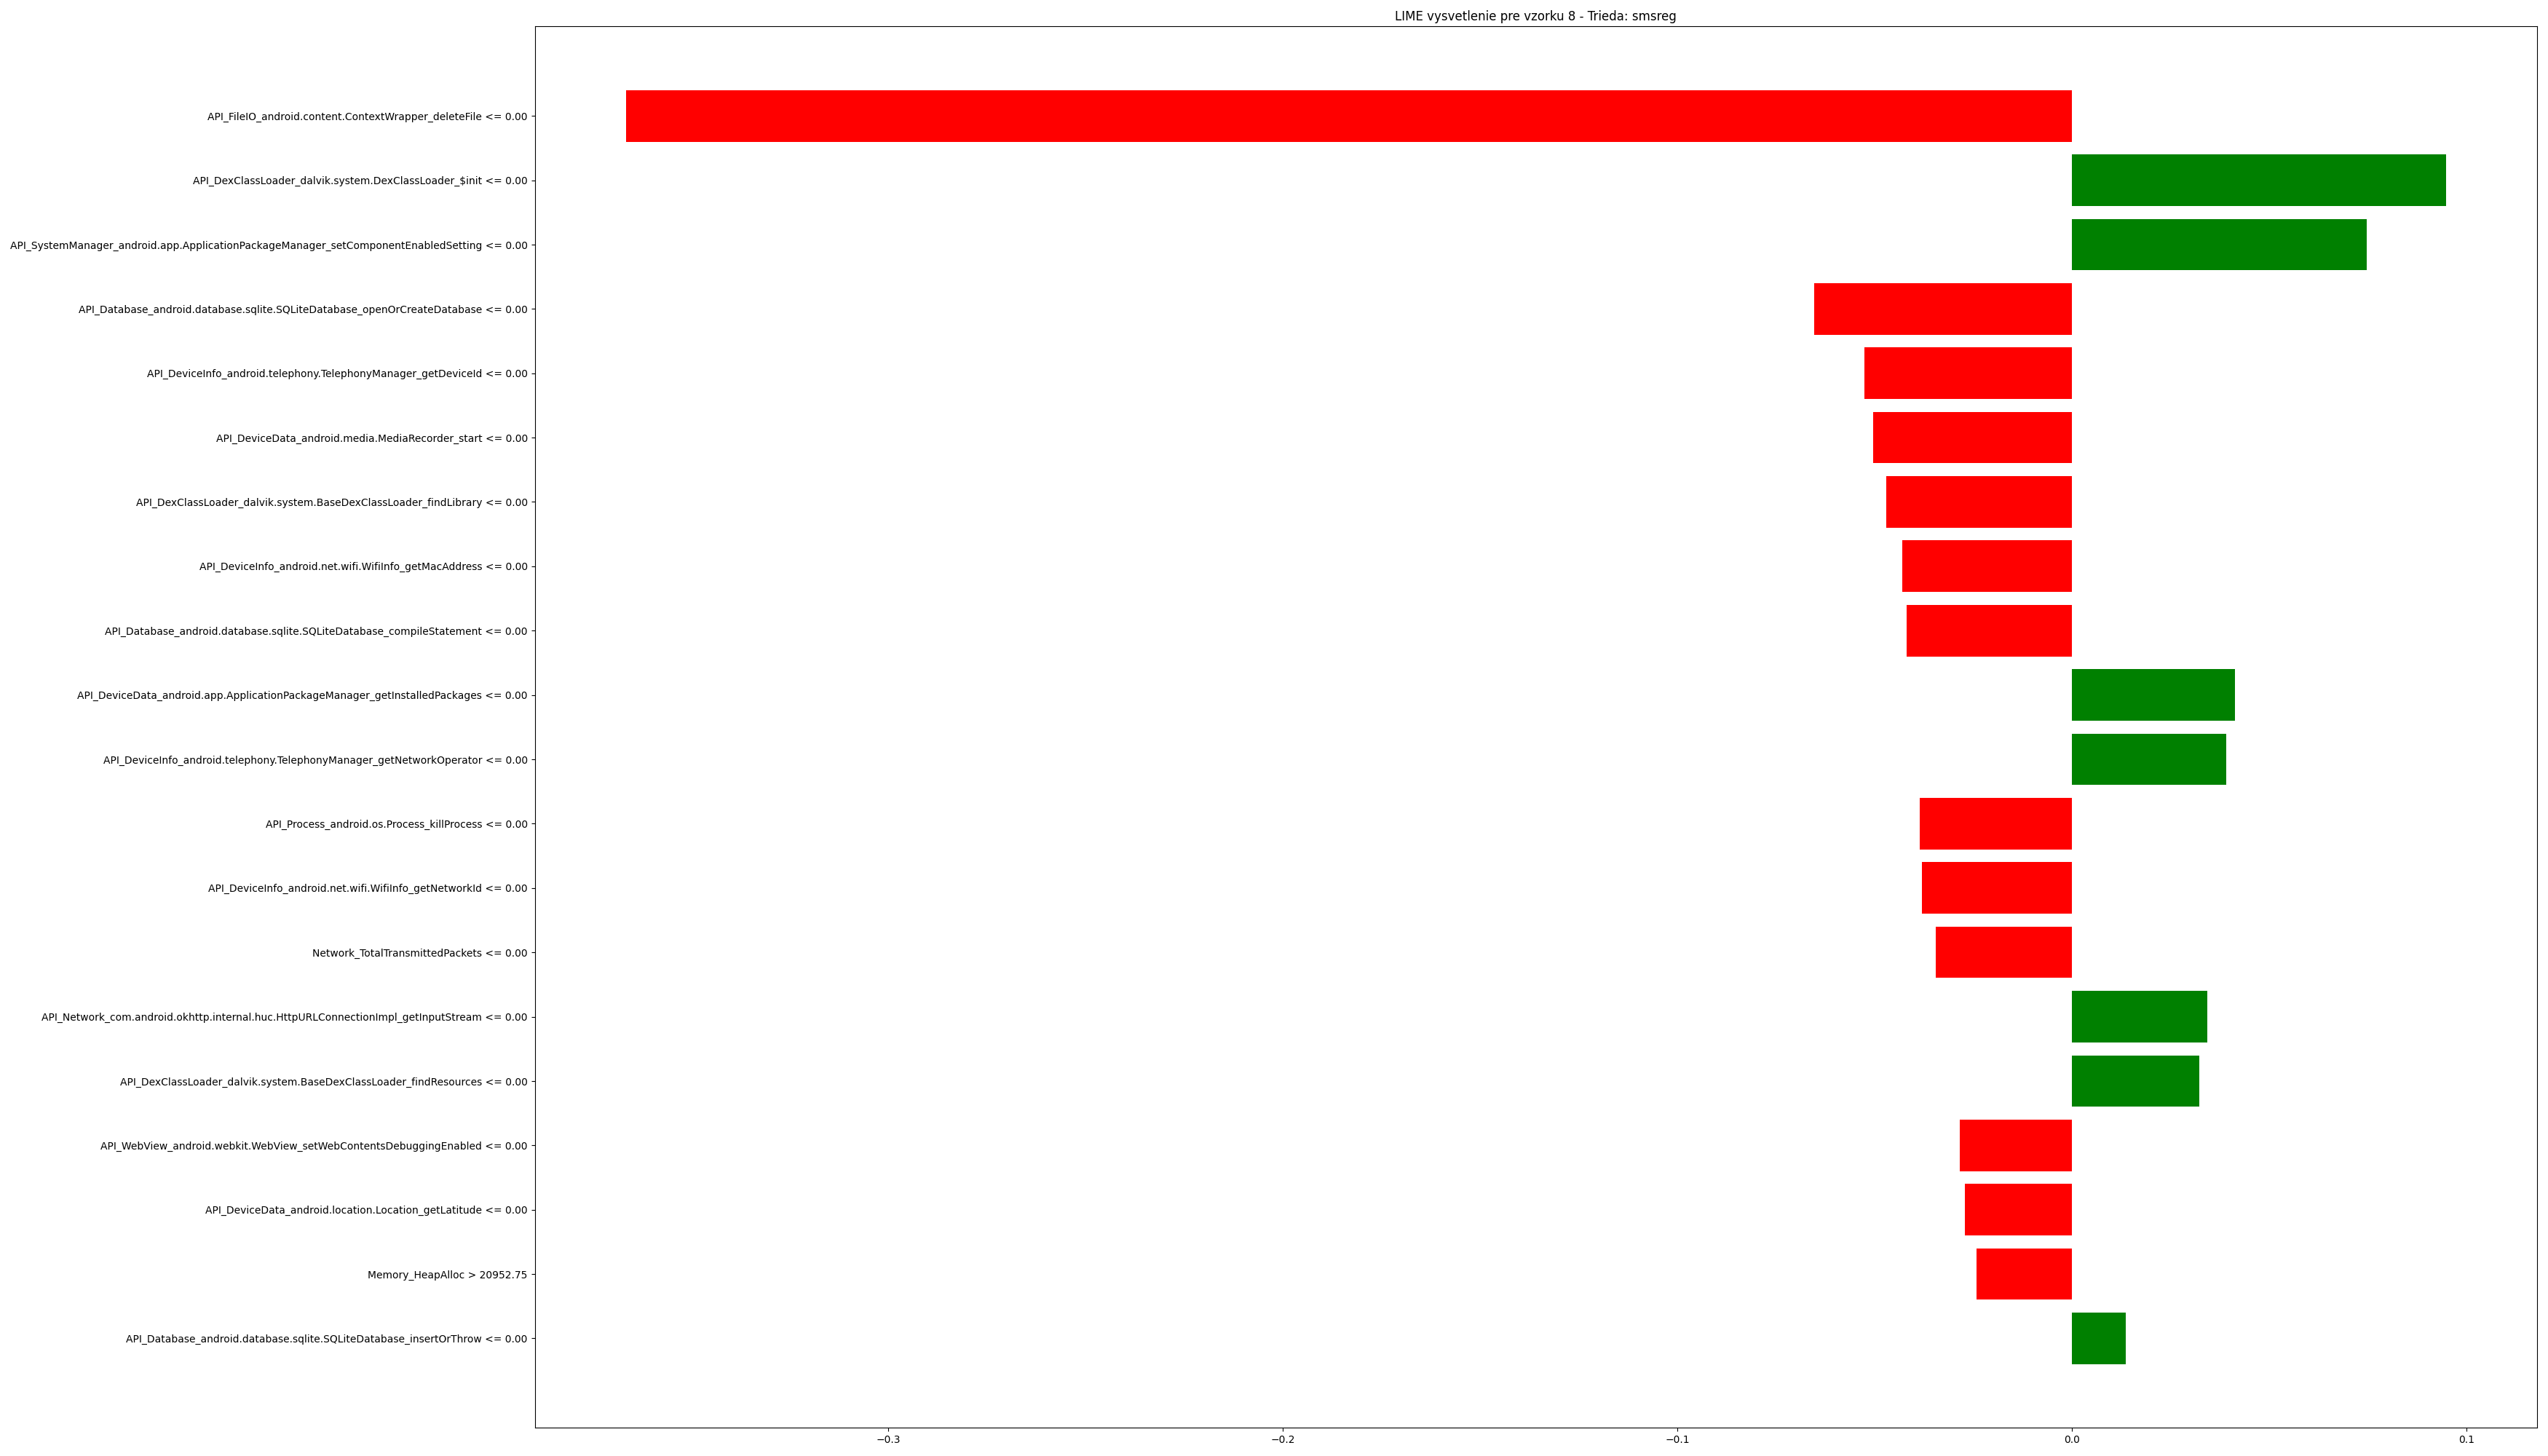 LIME vysvetlenie pre vzorku 8 - Trieda: smsreg
API_FileIO_android.content.ContextWrapper_deleteFile <= 0.00
API_DexClassLoader_dalvik.system.DexClassLoader_$init <= 0.00
API_SystemManager_android.app.ApplicationPackageManager_setComponentEnabledSetting <= 0.00
API_Database_android.database.sqlite.SQLiteDatabase_openOrCreateDatabase <= 0.00
API_DeviceInfo_android.telephony.TelephonyManager_getDeviceId <= 0.00
API_DeviceData_android.media.MediaRecorder_start <= 0.00
API_DexClassLoader_dalvik.system.BaseDexClassLoader_findLibrary <= 0.00
API_DeviceInfo_android.net.wifi.WifiInfo_getMacAddress <= 0.00
API_Database_android.database.sqlite.SQLiteDatabase_compileStatement <= 0.00
API_DeviceData_android.app.ApplicationPackageManager_getInstalledPackages <= 0.00
API_DeviceInfo_android.telephony.TelephonyManager_getNetworkOperator <= 0.00
API_Process_android.os.Process_killProcess <= 0.00
API_DeviceInfo_android.net.wifi.WifiInfo_getNetworkId <= 0.00
Network_TotalTransmittedPackets <= 0.00
API_Network_com.android.okhttp.internal.huc.HttpURLConnectionImpl_getInputStream <= 0.00
API_DexClassLoader_dalvik.system.BaseDexClassLoader_findResources <= 0.00
API_WebView_android.webkit.WebView_setWebContentsDebuggingEnabled <= 0.00
API_DeviceData_android.location.Location_getLatitude <= 0.00
Memory_HeapAlloc > 20952.75
API_Database_android.database.sqlite.SQLiteDatabase_insertOrThrow <= 0.00
−0.3 −0.2 −0.1 0.0 0.1